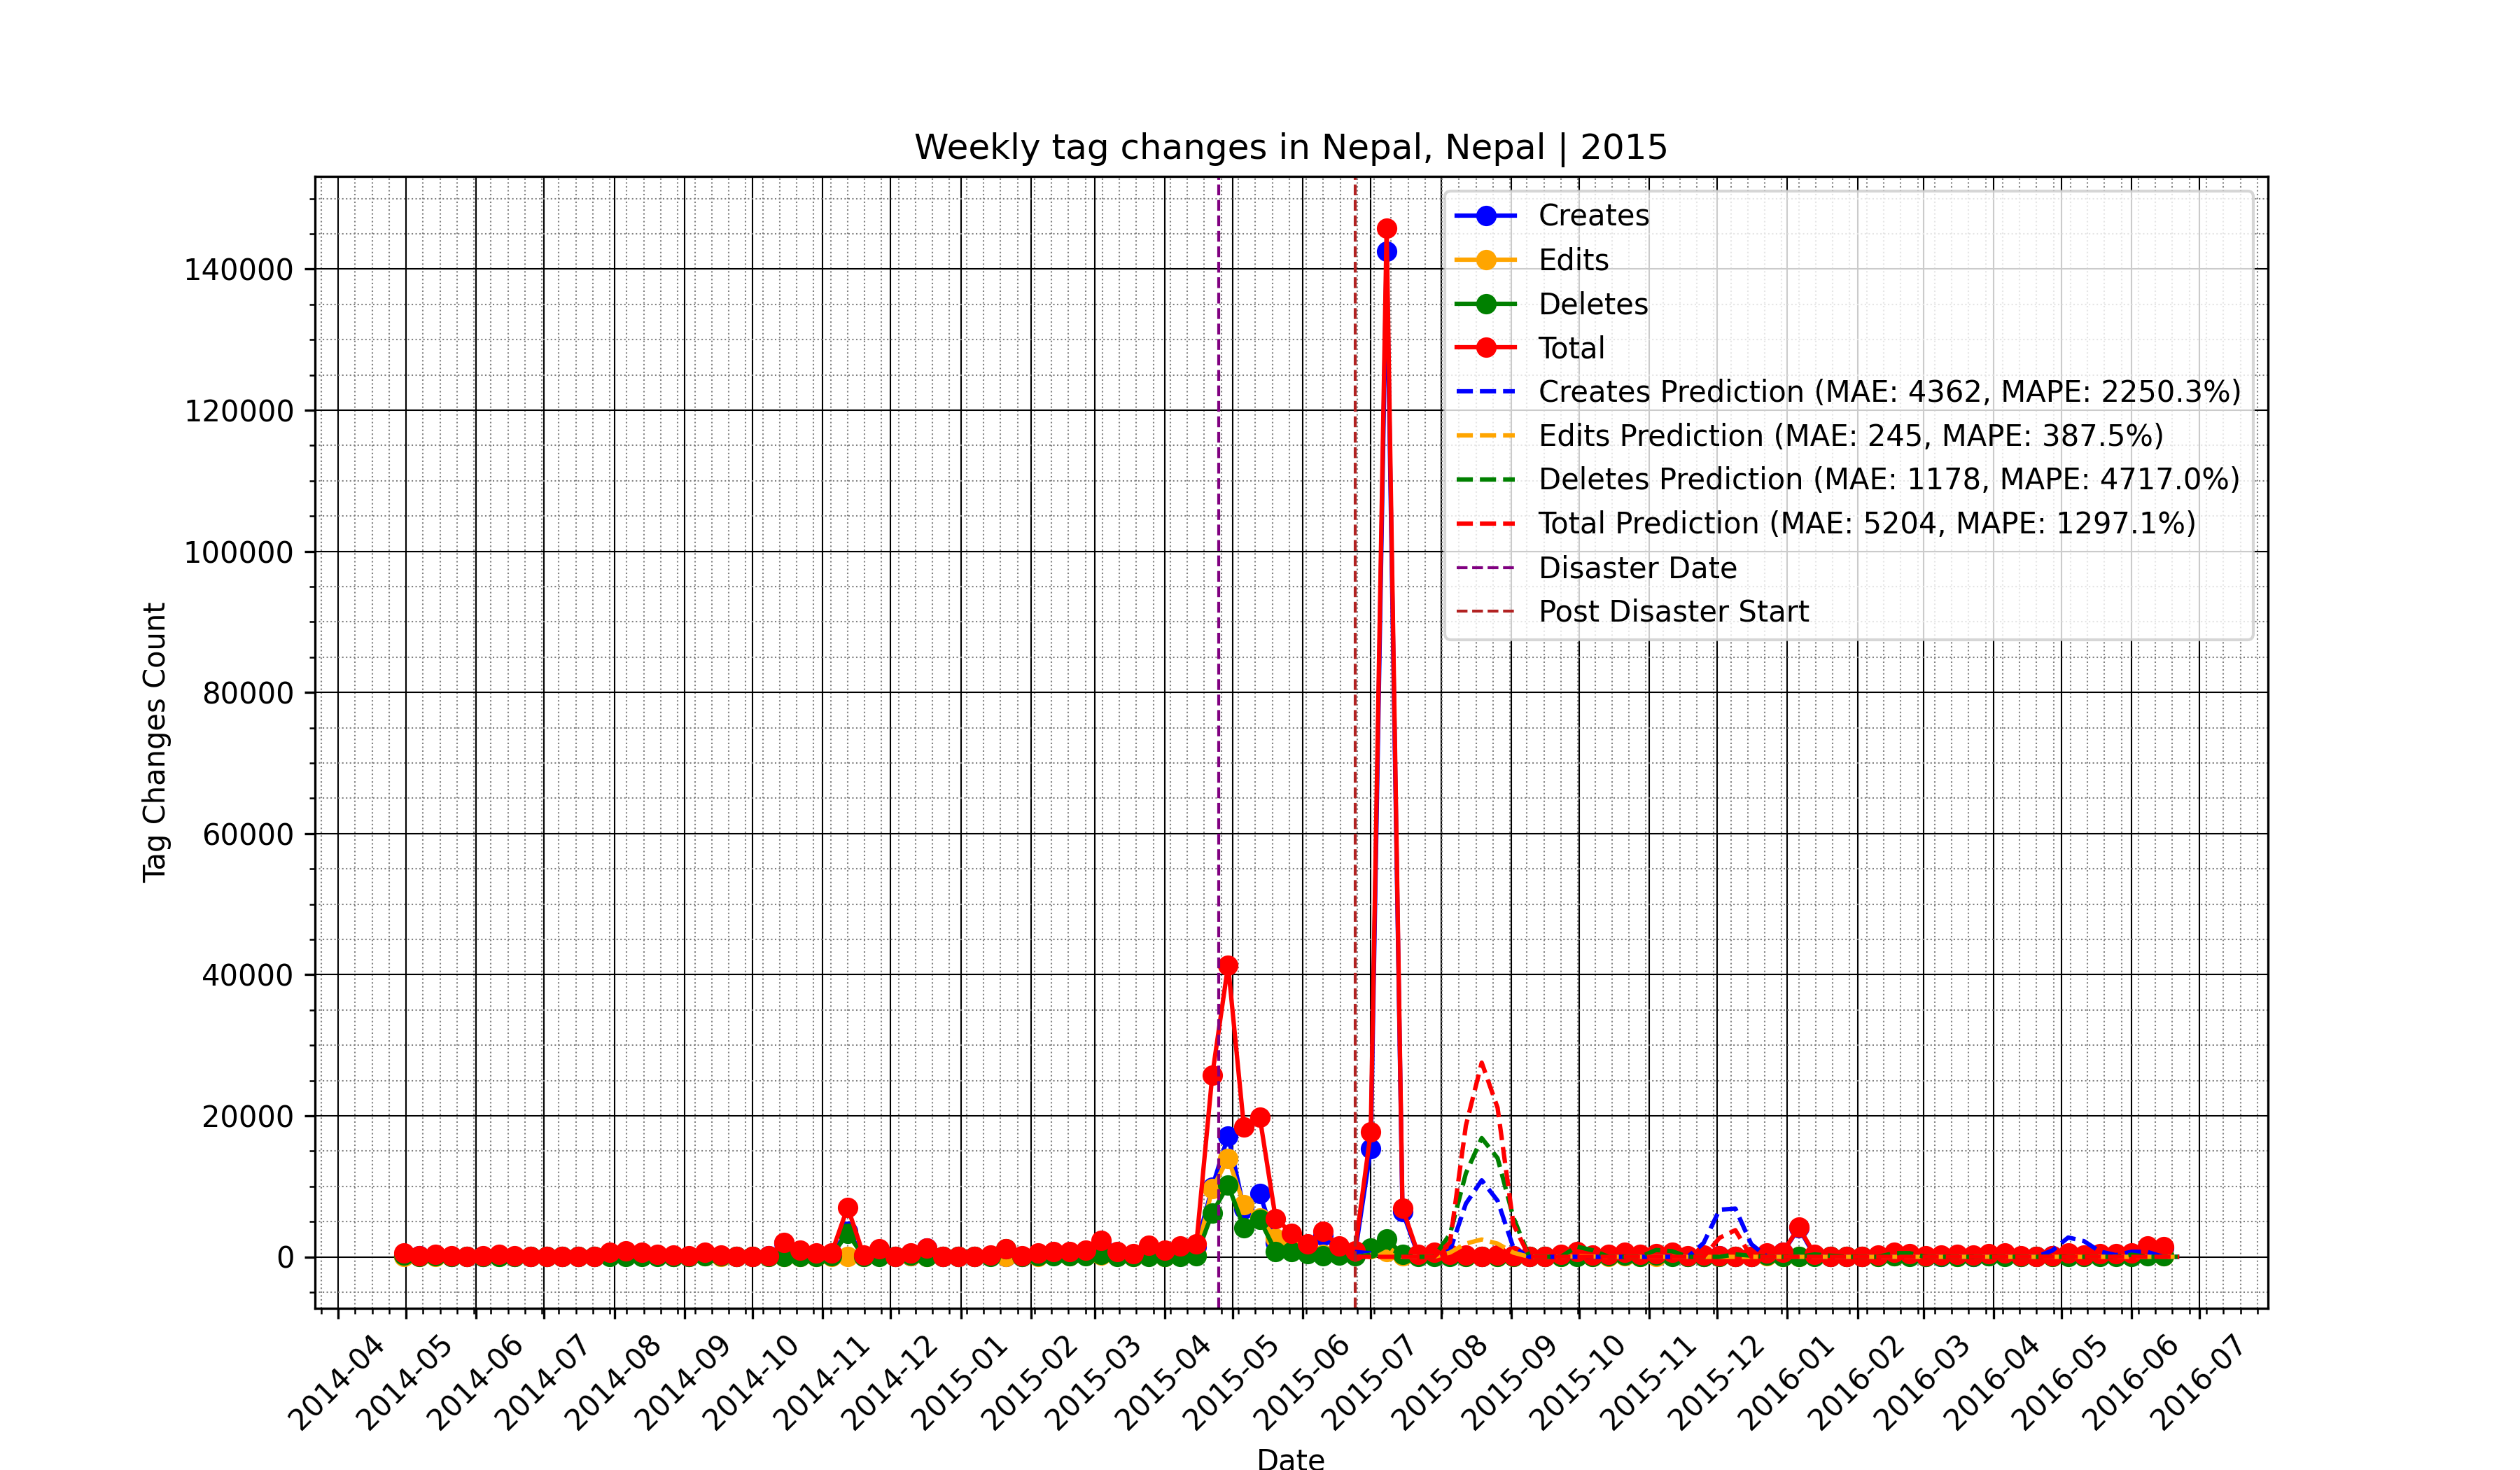 Weekly tag changes in Nepal, Nepal | 2015
Tag Changes Count
140000
120000
100000
80000
60000
40000
20000
0
Creates
Edits
Deletes
Total
Creates Prediction (MAE: 4362, MAPE: 2250.3%)
Edits Prediction (MAE: 245, MAPE: 387.5%)
Deletes Prediction (MAE: 1178, MAPE: 4717.0%)
Total Prediction (MAE: 5204, MAPE: 1297.1%)
Disaster Date
Post Disaster Start
2014-04
2014-05
2014-06
2014-07
2014-08
2014-09
2014-10
2014-11
2014-12
2015-01
2015-02
2015-03
2015-04
2015-05
2015-06
2015-07
2015-08
2015-09
2015-10
2015-11
2015-12
2016-01
2016-02
2016-03
2016-04
2016-05
2016-06
2016-07
Date